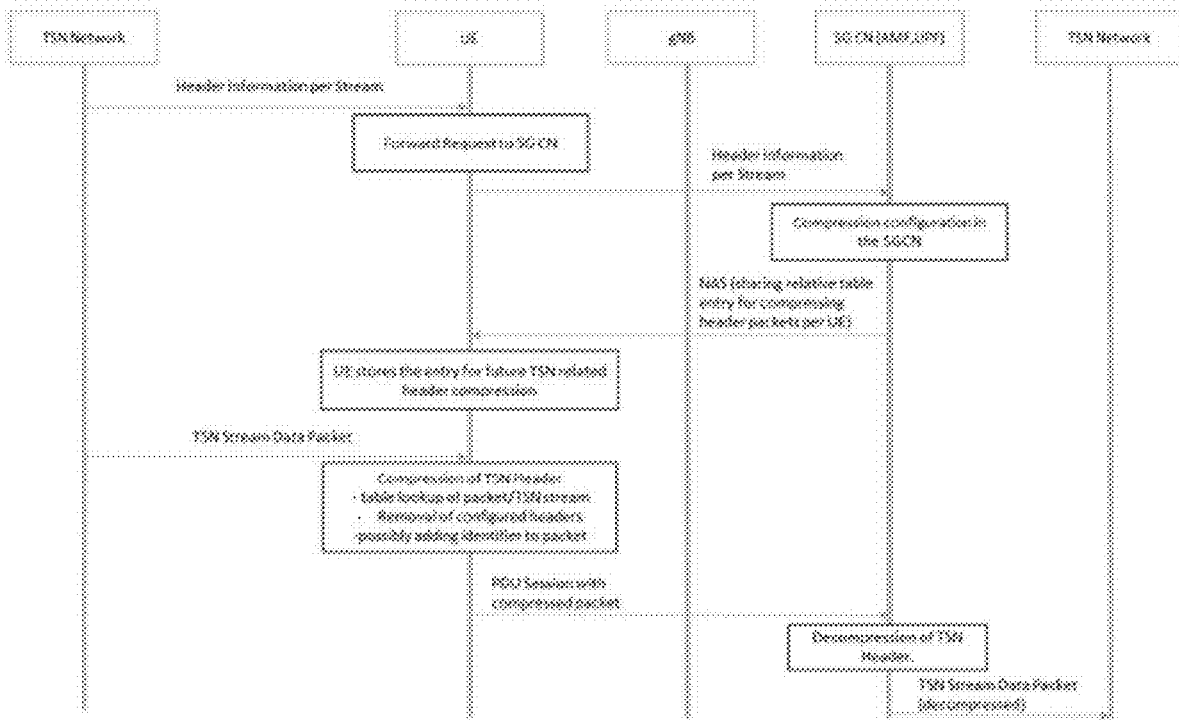 TSN Network
UE
gNB
5G CN (AMF,UPF)
TSN Network
Header Information per Stream
Forward Request to 5G CN
Header Information
per Stream
Compression configuration in
the 5GCN
NAS (sharing relative table
entry for compressing
header packets per UE)
UE stores the entry for future TSN related
header compression
TSN Stream Data Packet
Compression of TSN Header
- table lookup of packet/TSN stream
- Removal of configured headers
-possibly adding identifier to packet
PDU Session with
compressed packet
Decompression of TSN
Header.
TSN Stream Data Packet
(decompressed)